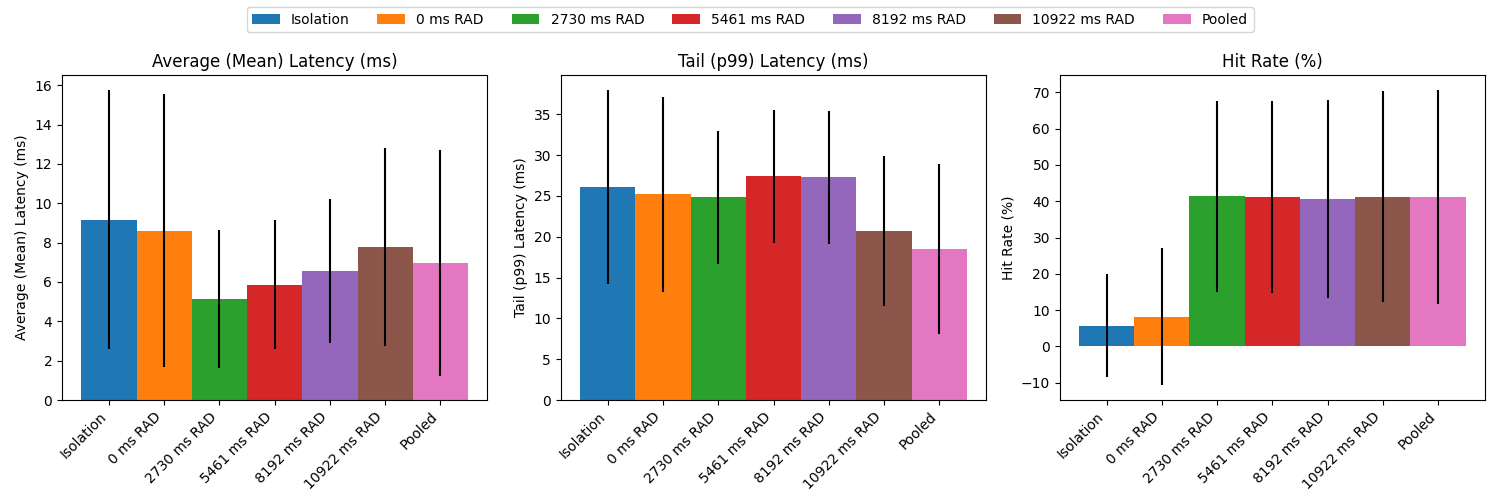 Isolation 0 ms RAD 2730 ms RAD 5461 ms RAD 8192 ms RAD 10922 ms RAD Pooled
Average (Mean) Latency (ms)
Average (Mean) Latency (ms)
16
14
12
10
8
6
4
2
0
Isolation
0 ms RAD
2730 ms RAD
5461 ms RAD
8192 ms RAD
10922 ms RAD
Pooled
Tail (p99) Latency (ms)
Tail (p99) Latency (ms)
35
30
25
20
15
10
5
0
Isolation
0 ms RAD
2730 ms RAD
5461 ms RAD
8192 ms RAD
10922 ms RAD
Pooled
Hit Rate (%)
Hit Rate (%)
70
60
50
40
30
20
10
0
−10
Isolation
0 ms RAD
2730 ms RAD
5461 ms RAD
8192 ms RAD
10922 ms RAD
Pooled